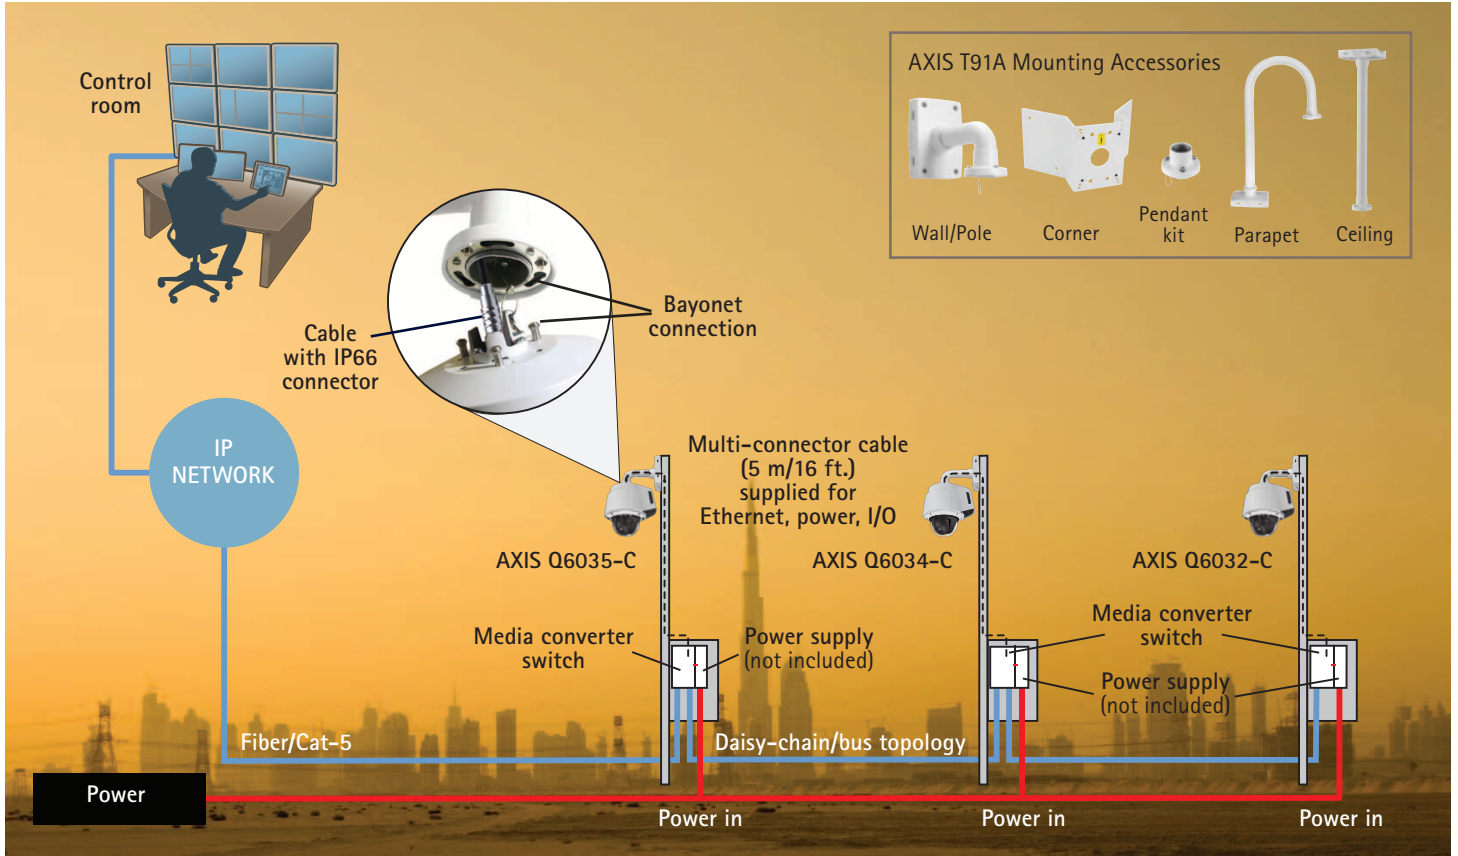 Control
room
AXIS T91A Mounting Accessories
Wall/Pole
Corner
Pendant
kit
Parapet
Ceiling
Cable
with IP66
connector
Bayonet
connection
IP
NETWORK
Multi-connector cable
(5 m/16 ft.)
supplied for
Ethernet, power, I/O
AXIS Q6035-C
AXIS Q6034-C
AXIS Q6032-C
Media converter
switch
Power supply
(not included)
Media converter
switch
Power supply
(not included)
Fiber/Cat-5
Daisy-chain/bus topology
Power
Power in
Power in
Power in